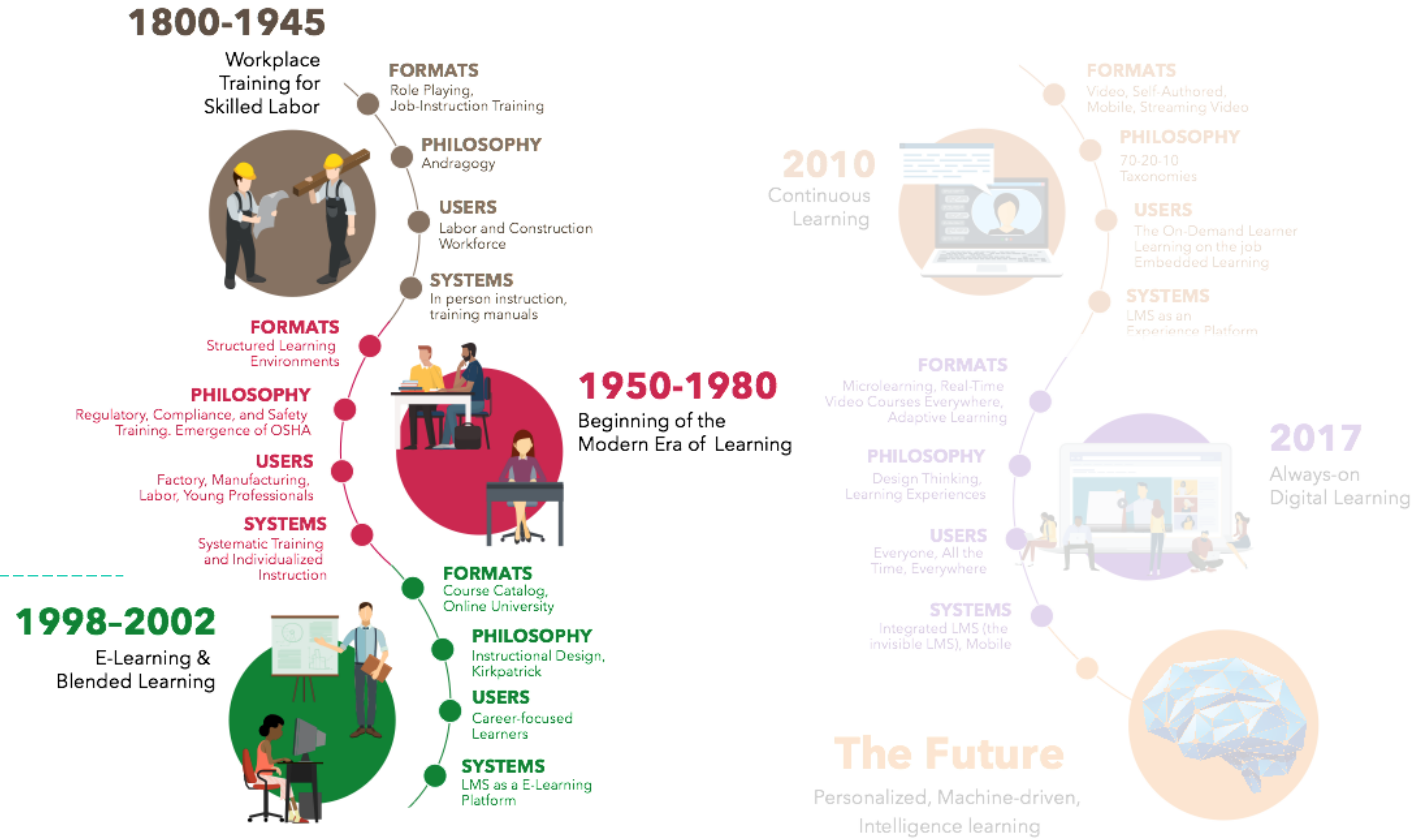 1800-1945
Workplace
Training for
Skilled Labor
FORMATS
Role Playing,
Job-Instruction Training
PHILOSOPHY
Andragogy
USERS
Labor and Construction
Workforce
SYSTEMS
In person instruction,
training manuals
FORMATS
Structured Learning
Environments
PHILOSOPHY
Regulatory, Compliance, and Safety
Training. Emergence of OSHA
USERS
Factory, Manufacturing,
Labor, Young Professionals
SYSTEMS
Systematic Training
and Individualized
Instruction
1950-1980
Beginning of the
Modern Era of Learning
1998-2002
E-Learning &
Blended Learning
FORMATS
Course Catalog,
Online University
PHILOSOPHY
Instructional Design,
Kirkpatrick
USERS
Career-focused
Learners
SYSTEMS
LMS as a E-Learning
Platform
2010
Continuous
Learning
FORMATS
Video, Self-Authored,
Mobile, Streaming Video
PHILOSOPHY
70-20-10
Taxonomies
USERS
The On-Demand Learner
Learning on the job
Embedded Learning
SYSTEMS
LMS as an
Experience Platform
FORMATS
Microlearning, Real-Time
Video Courses Everywhere,
Adaptive Learning
PHILOSOPHY
Design Thinking,
Learning Experiences
USERS
Everyone, All the
Time, Everywhere
SYSTEMS
Integrated LMS (the
invisible LMS), Mobile
2017
Always-on
Digital Learning
The Future
Personalized, Machine-driven,
Intelligence learning